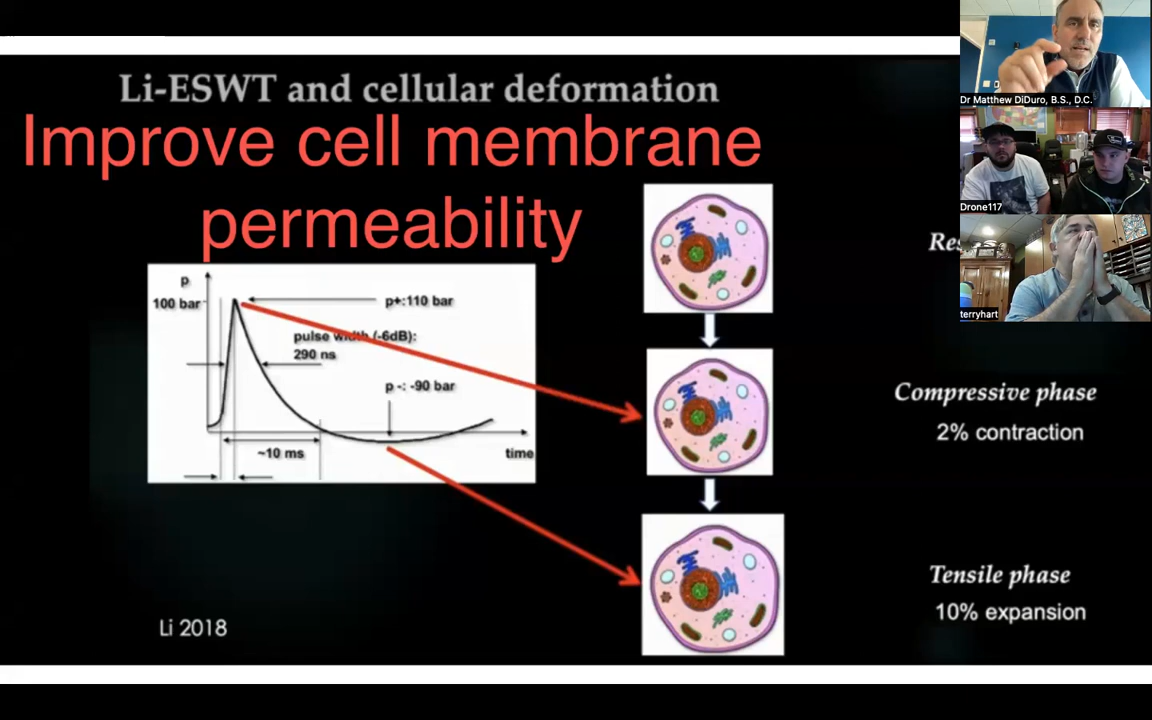 Li-ESWT and cellular deformation
Improve cell membrane
permeability
p
100 bar
p+:110 bar
pulse width (-6dB):
290 ns
p -: -90 bar
~10 ms
time
Li 2018
Compressive phase
2% contraction
Tensile phase
10% expansion
Dr Matthew DiDuro, B.S., D.C.
Drone117
terryhart